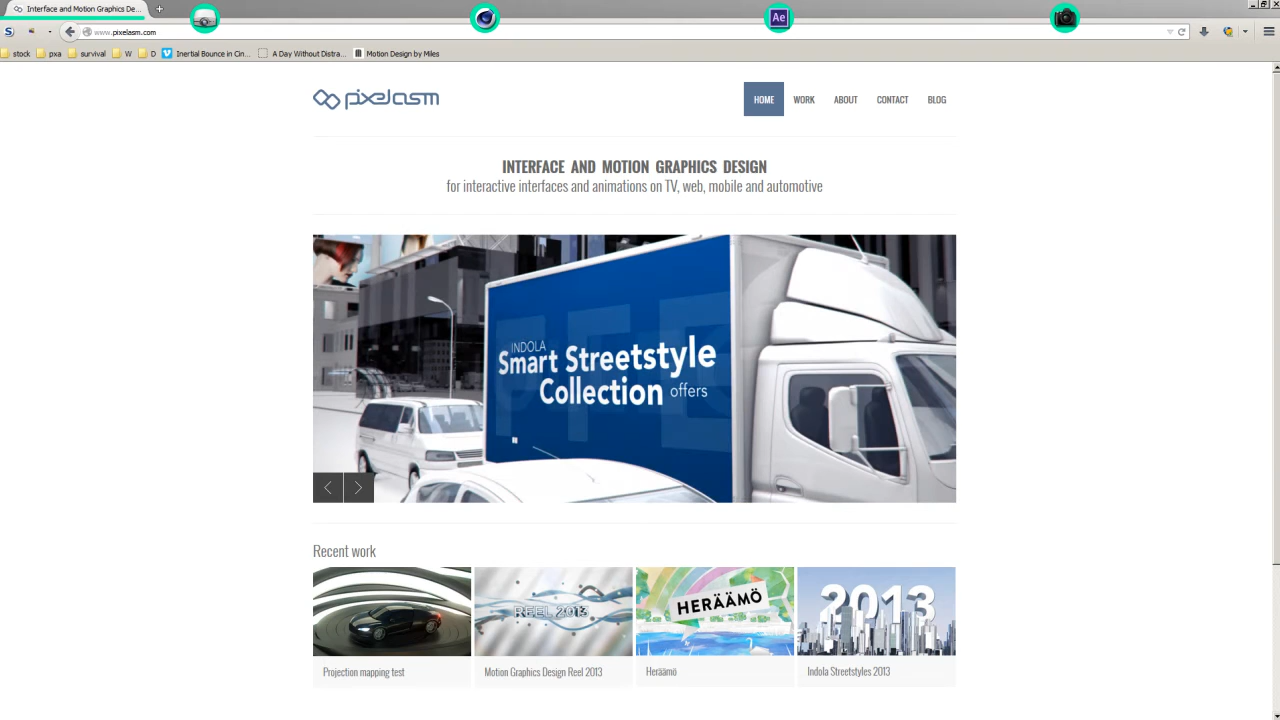 Interface and Motion Graphics De...
Ae
www.pixelasm.com
stock
pxa
survival
W
D
Inertial Bounce in Cin...
A Day Without Distra...
Motion Design by Miles
pixelasm
HOME
WORK
ABOUT
CONTACT
BLOG
INTERFACE AND MOTION GRAPHICS DESIGN
for interactive interfaces and animations on TV, web, mobile and automotive
INDOLA
Smart Streetstyle
Collection offers
Recent work
REEL 2013
HERÄÄMÖ
2013
Projection mapping test
Motion Graphics Design Reel 2013
Heräämö
Indola Streetstyles 2013